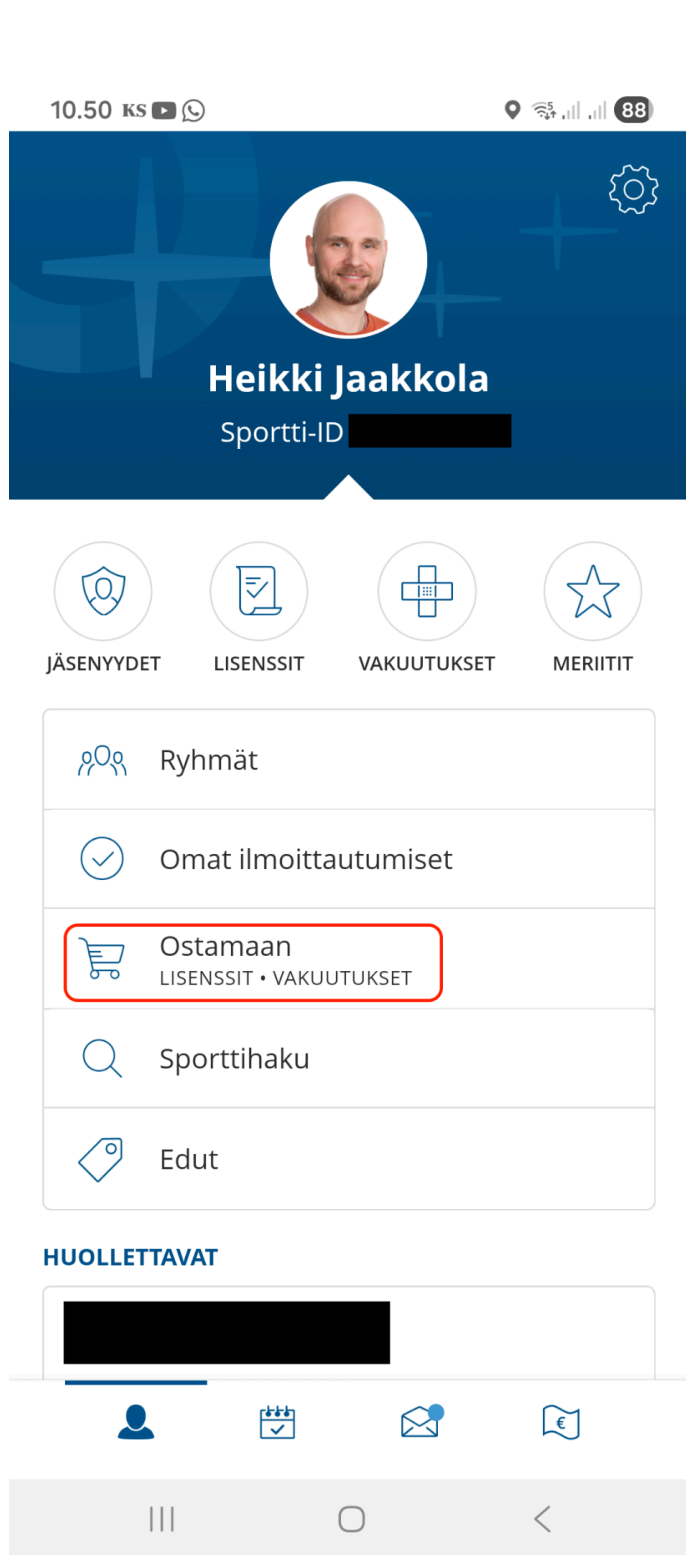 10.50 KS
5
88
Heikki Jaakkola
Sportti-ID
JÄSENYYDET LISENSSIT VAKUUTUKSET MERIITIT
Ryhmät
Omat ilmoittautumiset
Ostamaan
LISENSSIT • VAKUUTUKSET
Sporttihaku
Edut
HUOLLETTAVAT
€